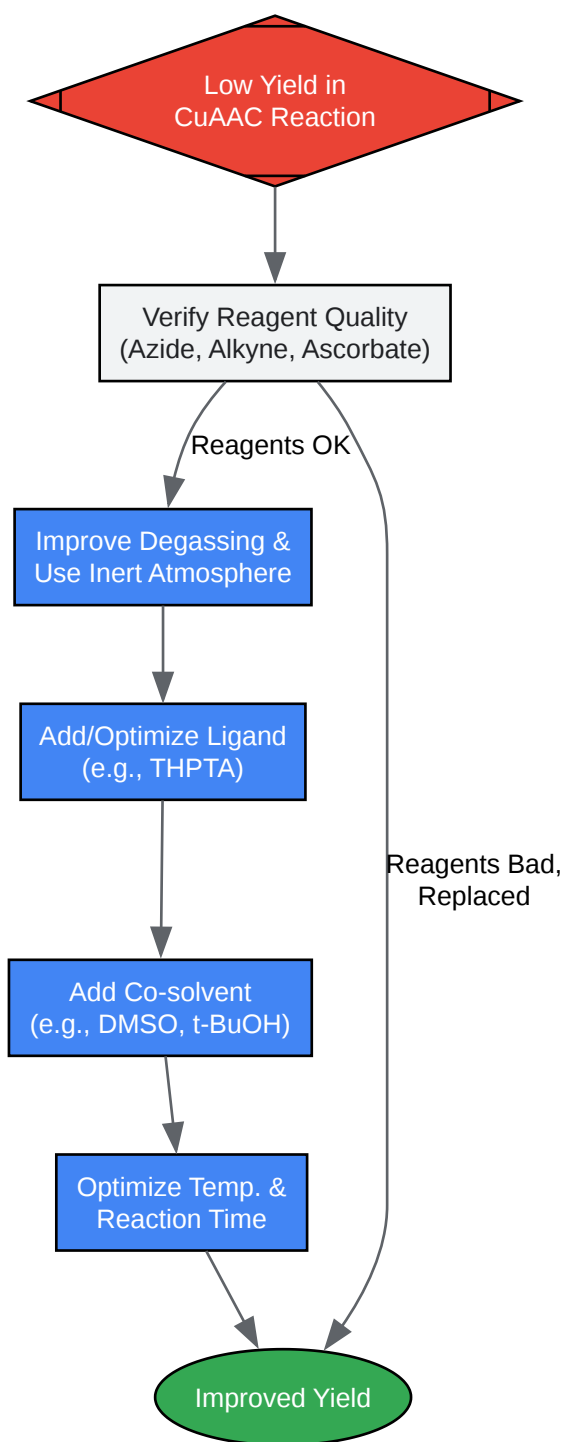 Low Yield in
CuAAC Reaction
Verify Reagent Quality
(Azide, Alkyne, Ascorbate)
Reagents OK
Improve Degassing &
Use Inert Atmosphere
Add/Optimize Ligand
(e.g., THPTA)
Reagents Bad,
Replaced
Add Co-solvent
(e.g., DMSO, t-BuOH)
Optimize Temp. &
Reaction Time
Improved Yield